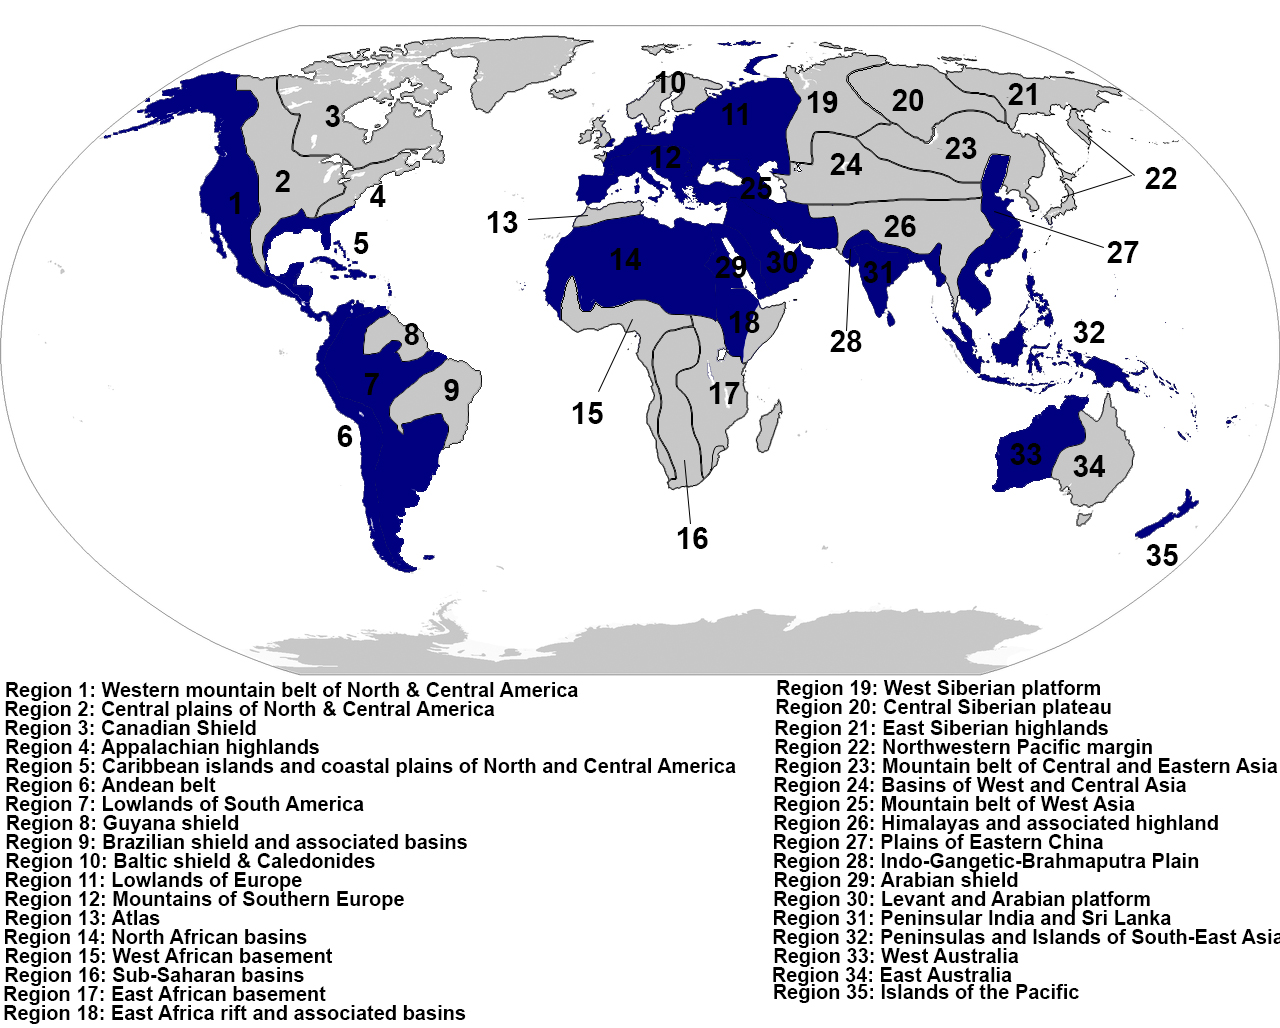 10
11
19
20
21
3
12
23
24
22
2
1
4
25
13
5
14
29
30
31
26
27
18
28
32
8
7
9
17
15
6
33
34
16
35
Region 1: Western mountain belt of North & Central America
Region 2: Central plains of North & Central America
Region 3: Canadian Shield
Region 4: Appalachian highlands
Region 5: Caribbean islands and coastal plains of North and Central America
Region 6: Andean belt
Region 7: Lowlands of South America
Region 8: Guyana shield
Region 9: Brazilian shield and associated basins
Region 10: Baltic shield & Caledonides
Region 11: Lowlands of Europe
Region 12: Mountains of Southern Europe
Region 13: Atlas
Region 14: North African basins
Region 15: West African basement
Region 16: Sub-Saharan basins
Region 17: East African basement
Region 18: East Africa rift and associated basins
Region 19: West Siberian platform
Region 20: Central Siberian plateau
Region 21: East Siberian highlands
Region 22: Northwestern Pacific margin
Region 23: Mountain belt of Central and Eastern Asia
Region 24: Basins of West and Central Asia
Region 25: Mountain belt of West Asia
Region 26: Himalayas and associated highland
Region 27: Plains of Eastern China
Region 28: Indo-Gangetic-Brahmaputra Plain
Region 29: Arabian shield
Region 30: Levant and Arabian platform
Region 31: Peninsular India and Sri Lanka
Region 32: Peninsulas and Islands of South-East Asia
Region 33: West Australia
Region 34: East Australia
Region 35: Islands of the Pacific